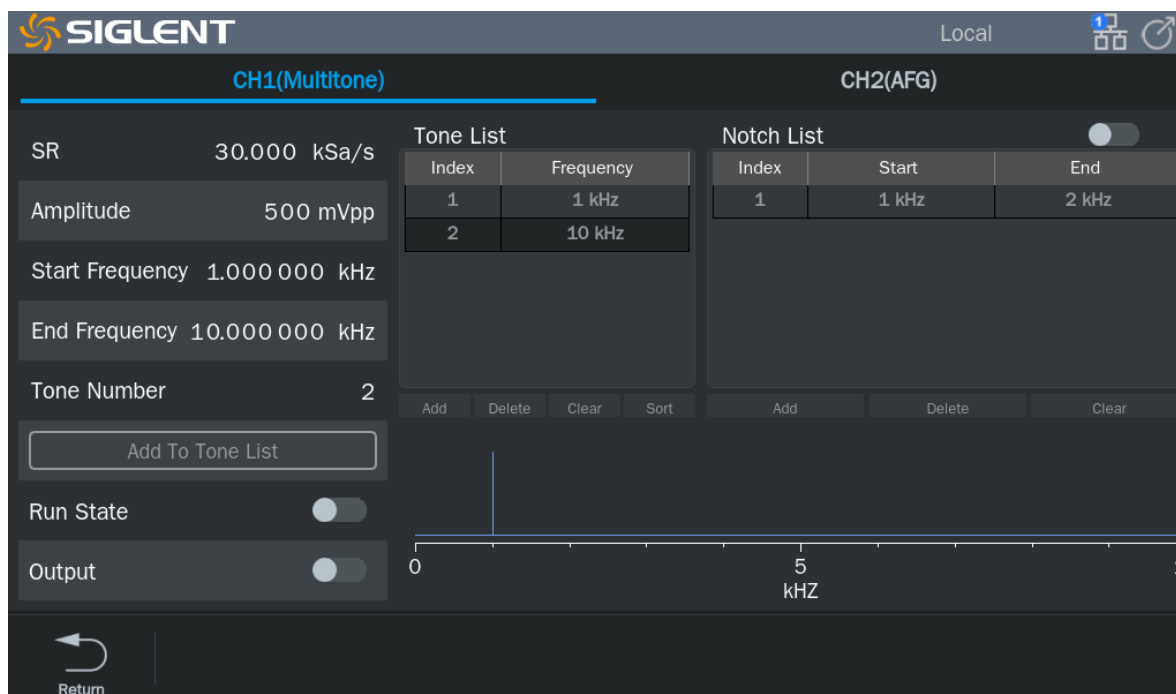 SIGLENT
Local
1
CH1(Multitone)
CH2(AFG)
SR 30.000 kSa/s
Amplitude 500 mVpp
Start Frequency 1.000 000 kHz
End Frequency 10.000 000 kHz
Tone Number 2
Add To Tone List
Run State
Output
Tone List
Index Frequency
1 1 kHz
2 10 kHz
Add Delete Clear Sort
Notch List
Index Start End
1 1 kHz 2 kHz
Add Delete Clear
0 5
kHZ
Return